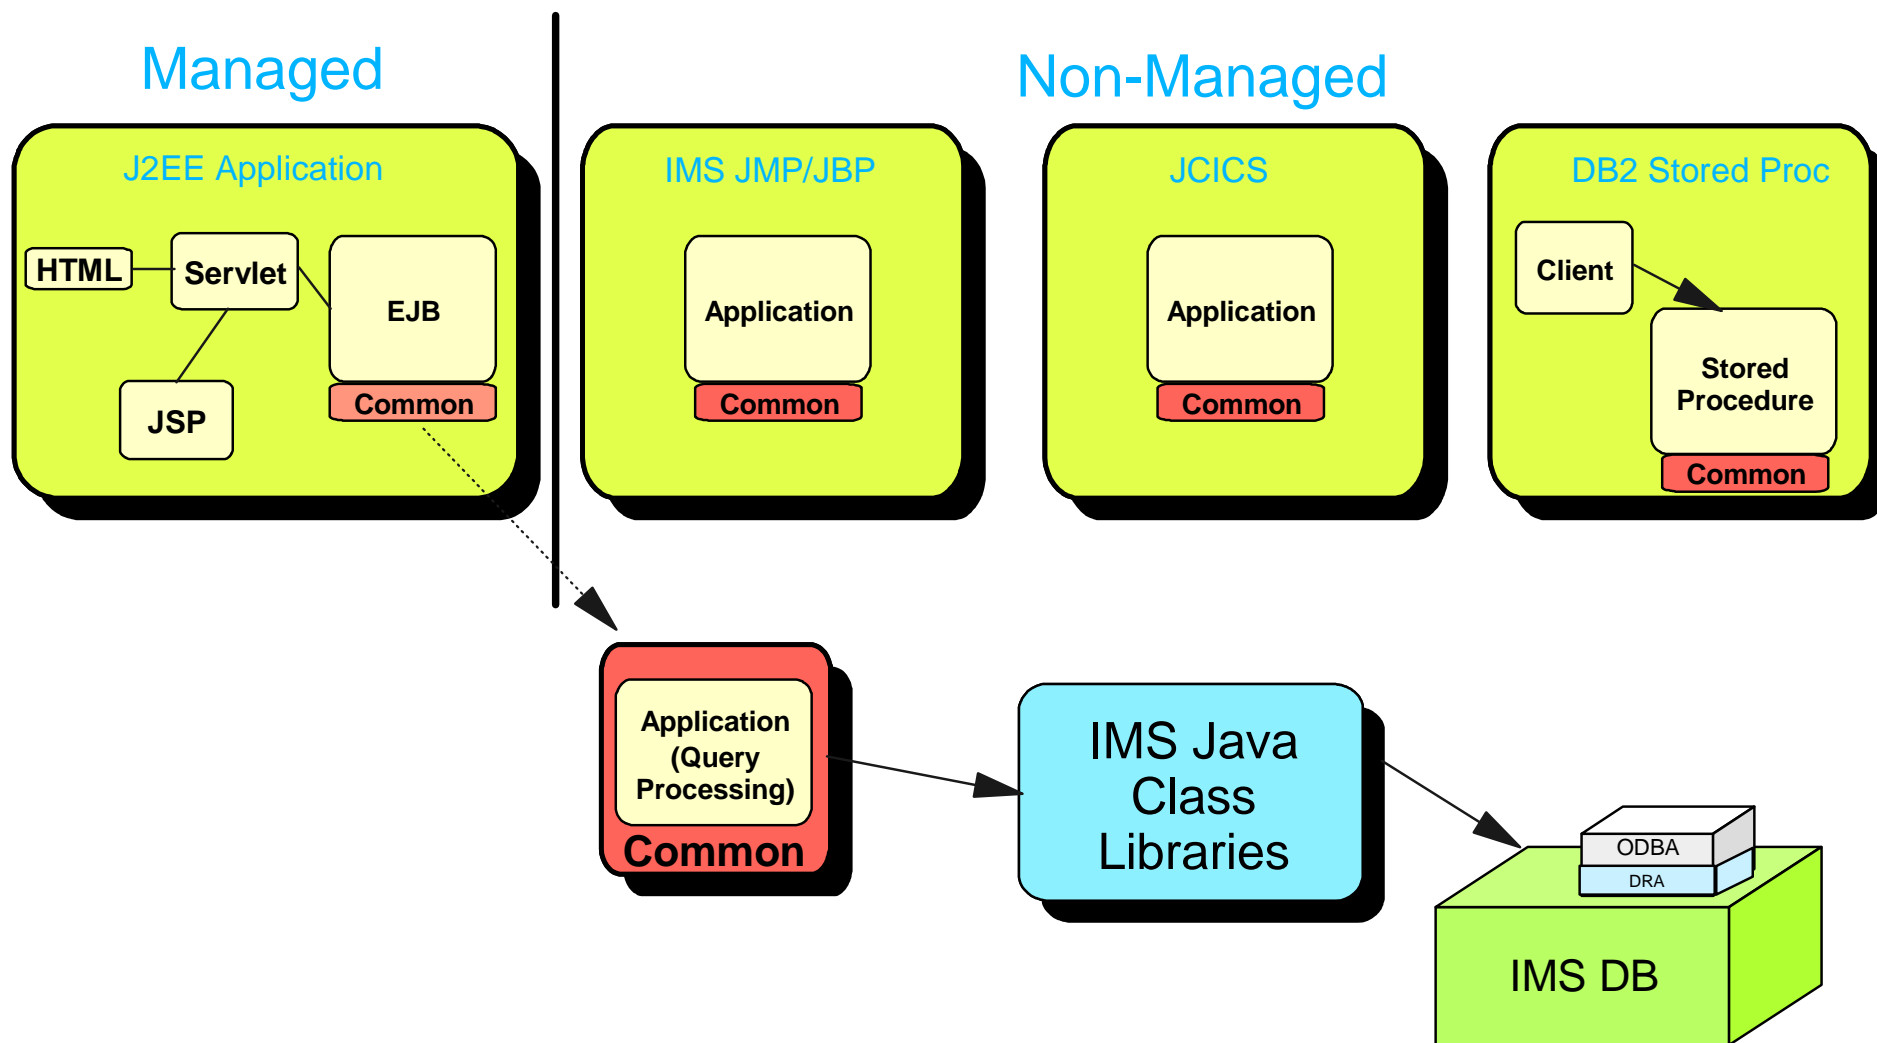 Managed
Non-Managed
J2EE Application
HTML
Servlet
EJB
Common
JSP
IMS JMP/JBP
Application
Common
JCICS
Application
Common
DB2 Stored Proc
Client
Stored
Procedure
Common
Application
(Query
Processing)
Common
IMS Java
Class
Libraries
ODBA
DRA
IMS DB